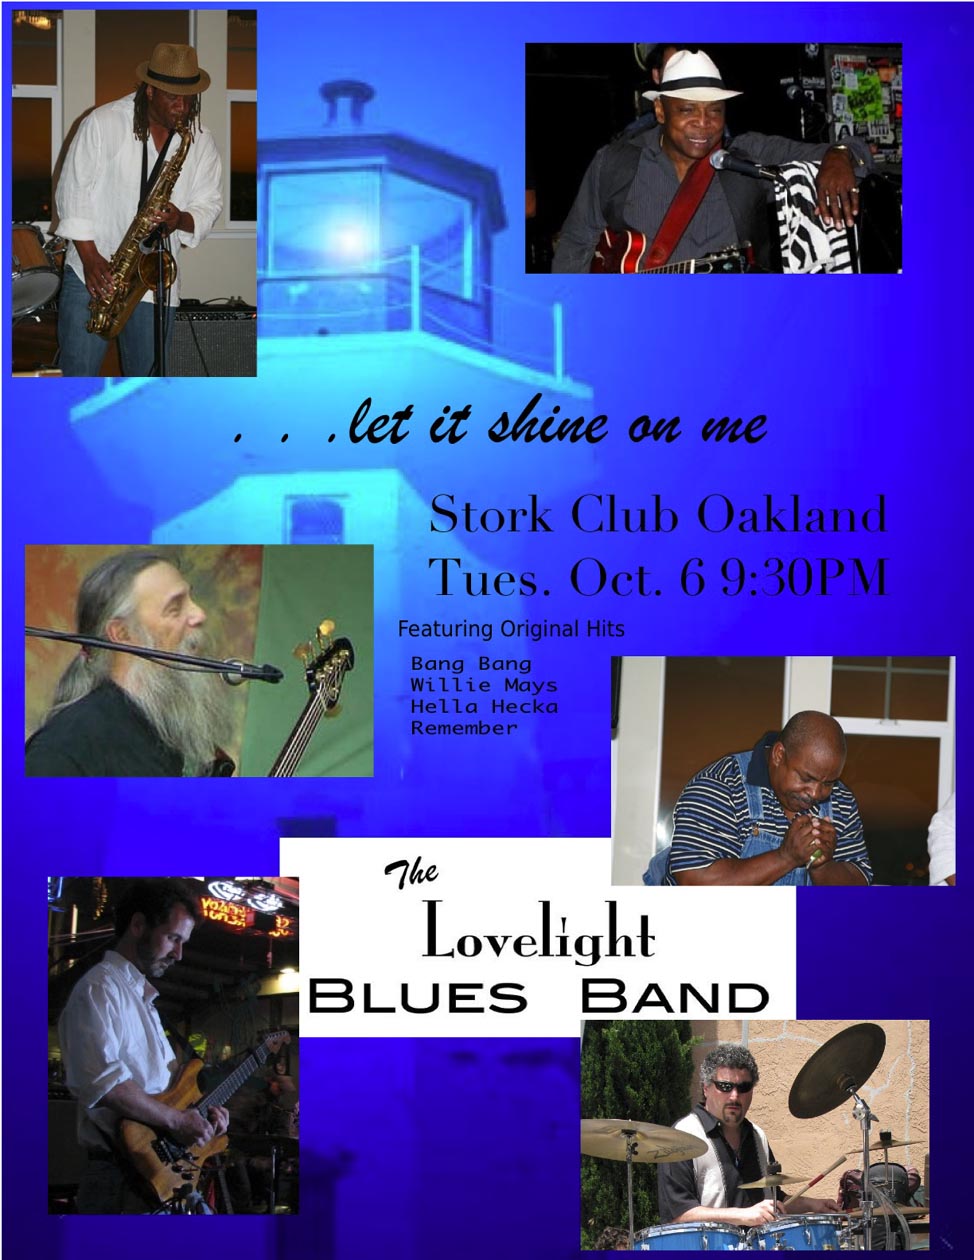 . . .let it shine on me
Stork Club Oakland
Tues. Oct. 6 9:30PM
Featuring Original Hits
Bang Bang
Willie Mays
Hella Hecka
Remember
The
Lovelight
BLUES BAND